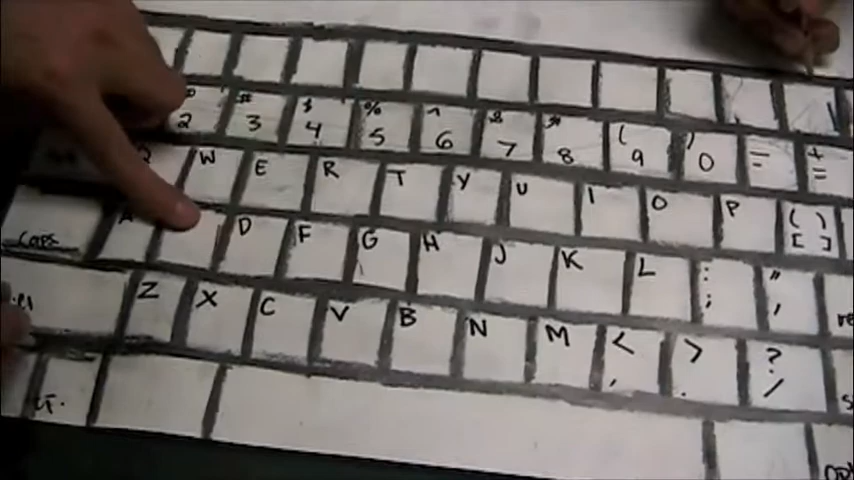 @ # $ % ^ & * ( )  _ +
2 3 4 5 6 7 8 9 0 - =
Q W E R T Y U I O P ( ) [ ]
caps A D F G H J K L : ; " ,
Z X C V B N M < , > . ? /